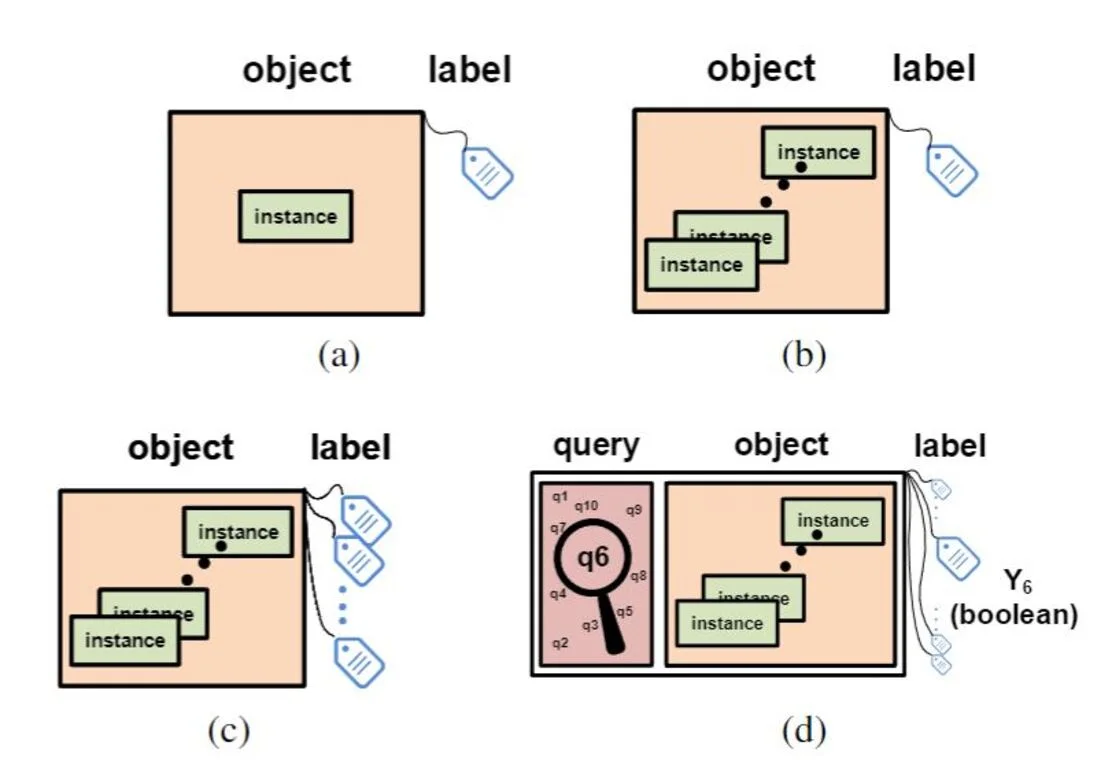 object label
instance
(a)
object label
instance
instance
instance
(b)
object label
instance
instance
instance
(c)
query object label
q1
q10
q9
q7
q6
q8
q4
q5
q3
q2
instance
instance
instance
Y6
(boolean)
(d)